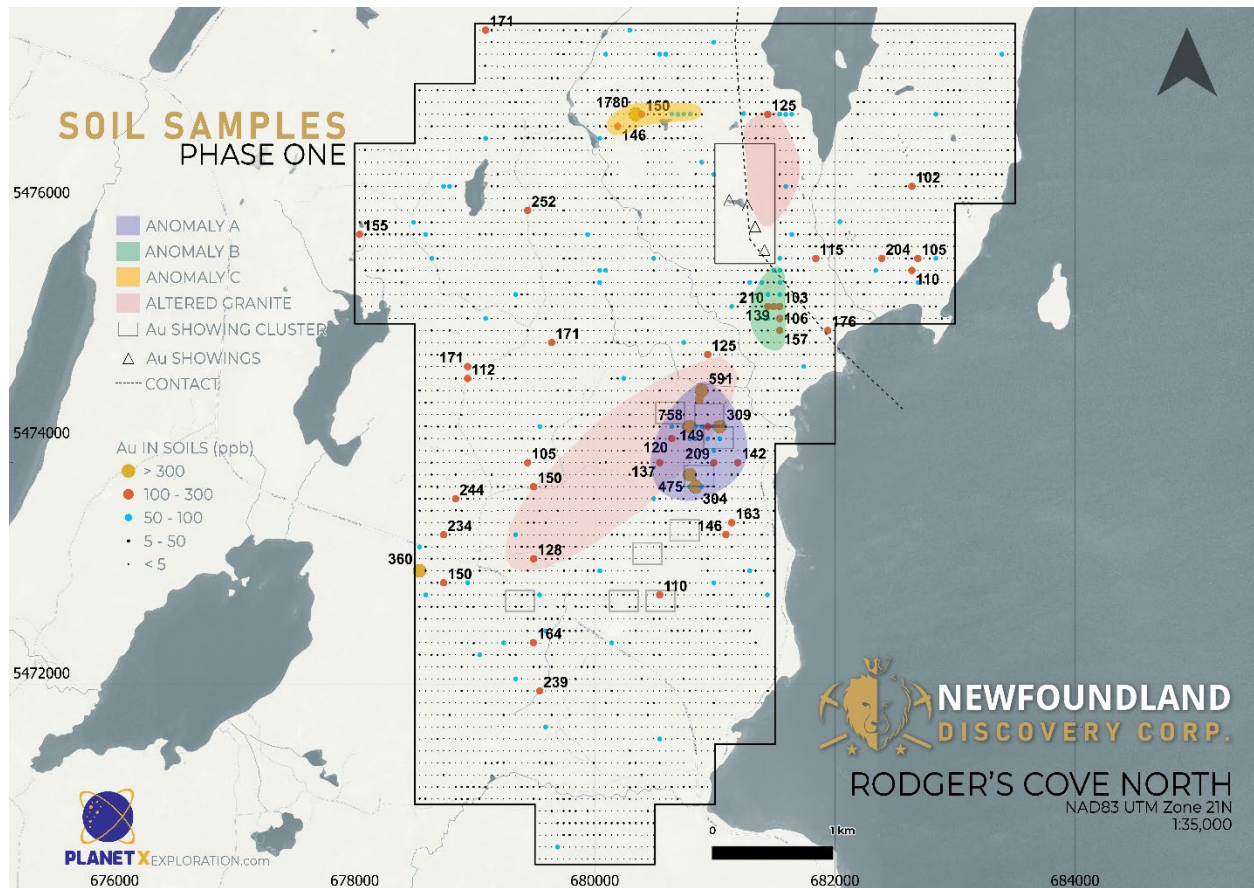 171
SOIL SAMPLES
PHASE ONE
1780
150
125
146
5476000
102
ANOMALY A
ANOMALY B
ANOMALY C
ALTERED GRANITE
Au SHOWING CLUSTER
Au SHOWINGS
CONTACT
252
155
115
204
105
110
210
103
139
106
157
176
171
125
171
112
591
5474000
758
309
149
120
Au IN SOILS (ppb)
> 300
100 - 300
50 - 100
5 - 50
< 5
105
137
209
142
150
475
304
244
234
146
163
128
360
150
110
164
5472000
239
NEWFOUNDLAND
DISCOVERY CORP.
RODGER'S COVE NORTH
NAD83 UTM Zone 21N
1:35,000
0
1 km
PLANETX EXPLORATION.com
676000
678000
680000
682000
684000